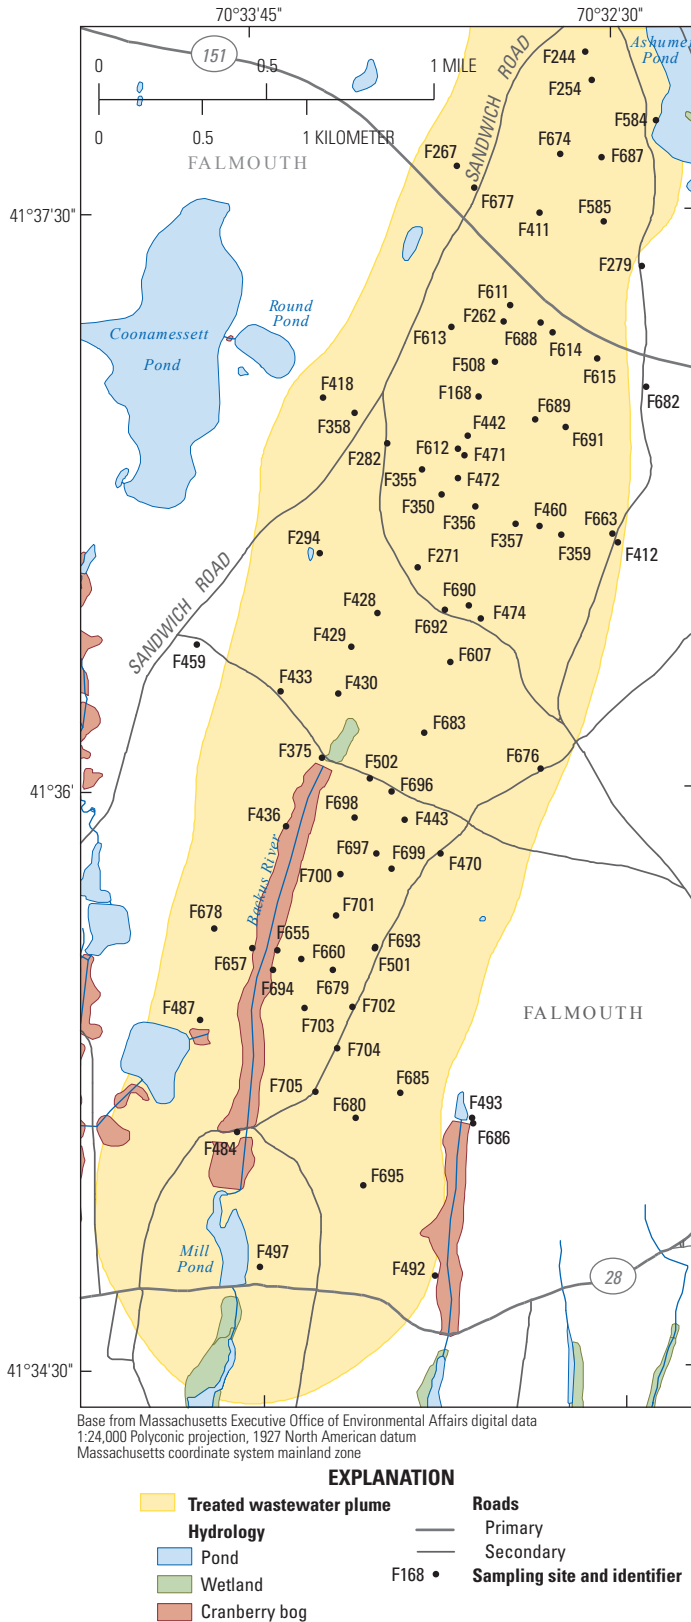 70°33'45"
70°32'30"
151
F244
Ashumet
Pond
0
0.5
1 MILE
F254
0
0.5
1 KILOMETER
SANDWICH ROAD
F584
FALMOUTH
F267
F674
F687
F677
41°37'30"
F411
F585
F279
F611
Round
Pond
F262
F613
F688
F614
Coonamessett
Pond
F508
F615
F418
F168
F682
F358
F689
F442
F691
F282
F612
F471
F355
F472
F350
F356
F460
F663
F357
F359
F412
F294
F271
SANDWICH ROAD
F428
F690
F692
F474
F429
F459
F607
F433
F430
F683
F375
F502
F676
41°36'
F696
F436
F698
F443
Backus River
F697
F699
F470
F700
F701
F678
F655
F693
F657
F660
F501
F694
F679
F487
F702
F703
FALMOUTH
F704
F705
F685
F680
F493
F686
F484
F695
Mill
Pond
F497
F492
28
41°34'30"
Base from Massachusetts Executive Office of Environmental Affairs digital data
1:24,000 Polyconic projection, 1927 North American datum
Massachusetts coordinate system mainland zone
EXPLANATION
Treated wastewater plume
Hydrology
Pond
Wetland
Cranberry bog
Roads
Primary
Secondary
F168 Sampling site and identifier